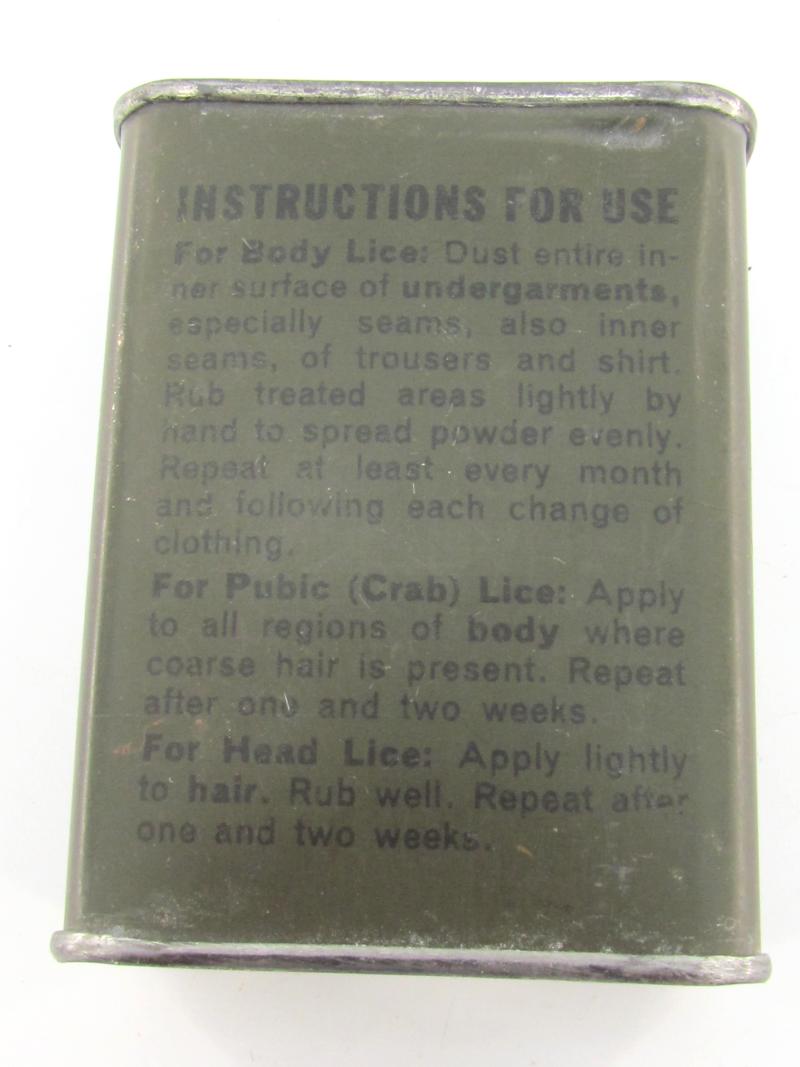 INSTRUCTIONS FOR USE
For Body Lice: Dust entire in-
ner surface of undergarments,
especially seams, also inner
seams, of trousers and shirt.
Rub treated areas lightly by
hand to spread powder evenly.
Repeat at least every month
and following each change of
clothing.
For Pubic (Crab) Lice: Apply
to all regions of body where
coarse hair is present. Repeat
after one and two weeks.
For Head Lice: Apply lightly
to hair. Rub well. Repeat after
one and two weeks.